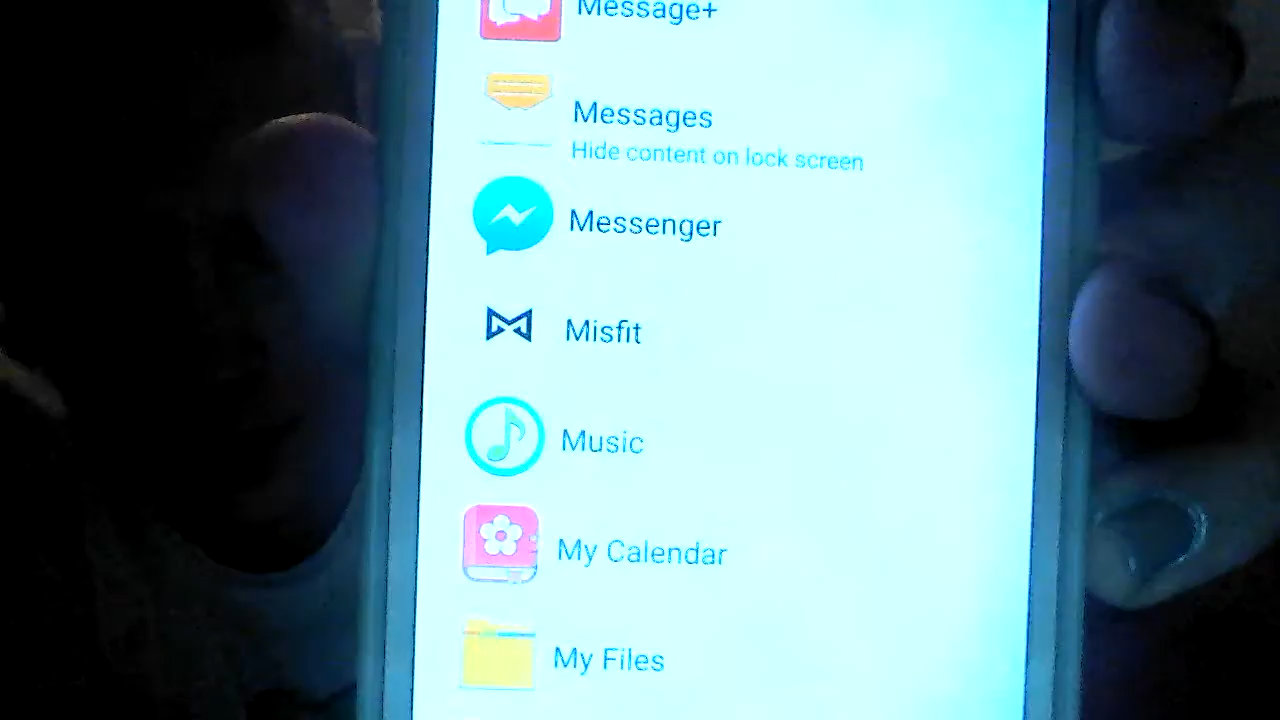 Message+
Messages
Hide content on lock screen
Messenger
Misfit
Music
My Calendar
My Files